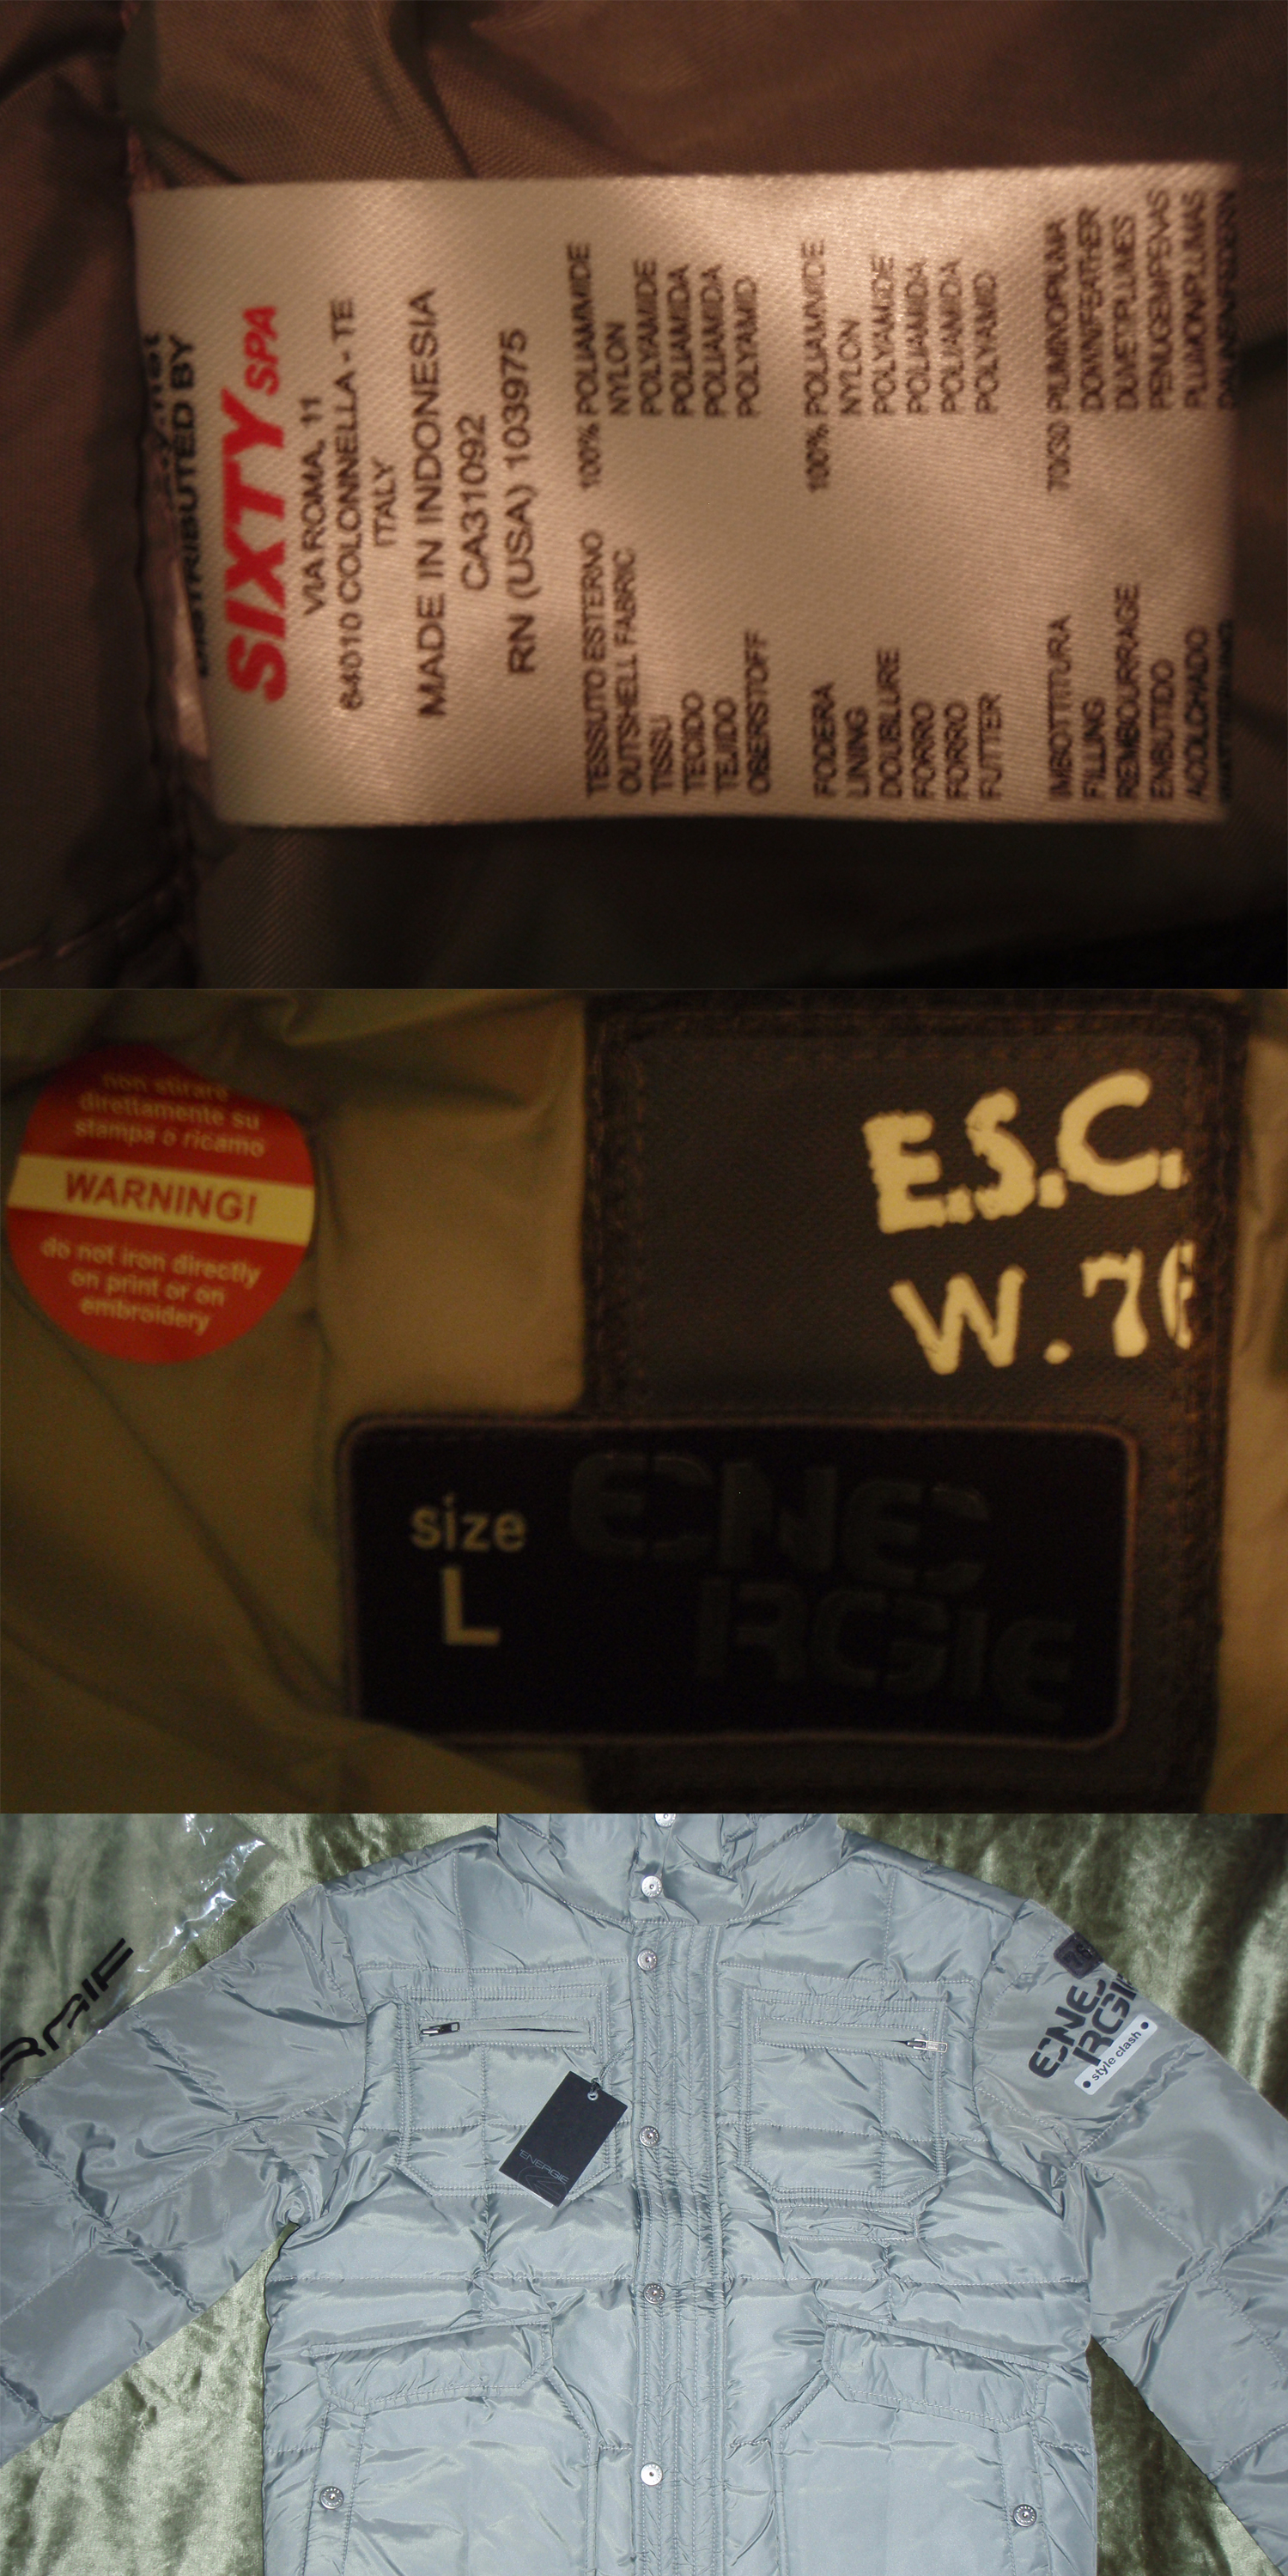 DISTRIBUTED BY
SIXTY SPA
VIA ROMA, 11
64010 COLONNELLA - TE
ITALY
MADE IN INDONESIA
CA31092
RN (USA) 103975
TESSUTO ESTERNO 100% POLIAMMIDE
OUTSHELL FABRIC NYLON
TISSU POLYAMIDE
TECIDO POLIAMIDA
TEJIDO POLIAMIDA
OBERSTOFF POLYAMID
FODERA 100% POLIAMMIDE
LINING NYLON
DOUBLURE POLYAMIDE
FORRO POLIAMIDA
FORRO POLIAMIDA
FUTTER POLYAMID
IMBOTTITURA 70/30 PIUMINO/PIUMA
FILLING DOWN/FEATHER
REMBOURRAGE DUVET/PLUMES
ENBUTIDO PENUGEM/PENAS
ACOLCHADO PLUMON/PLUMAS
non stirare
direttamente su
stampa o ricamo
WARNING!
do not iron directly
on print or on
embroidery
E.S.C.
W. 76
size
L
ENE
RGIE
ENE
RGIE
• style clash •
ENERGIE